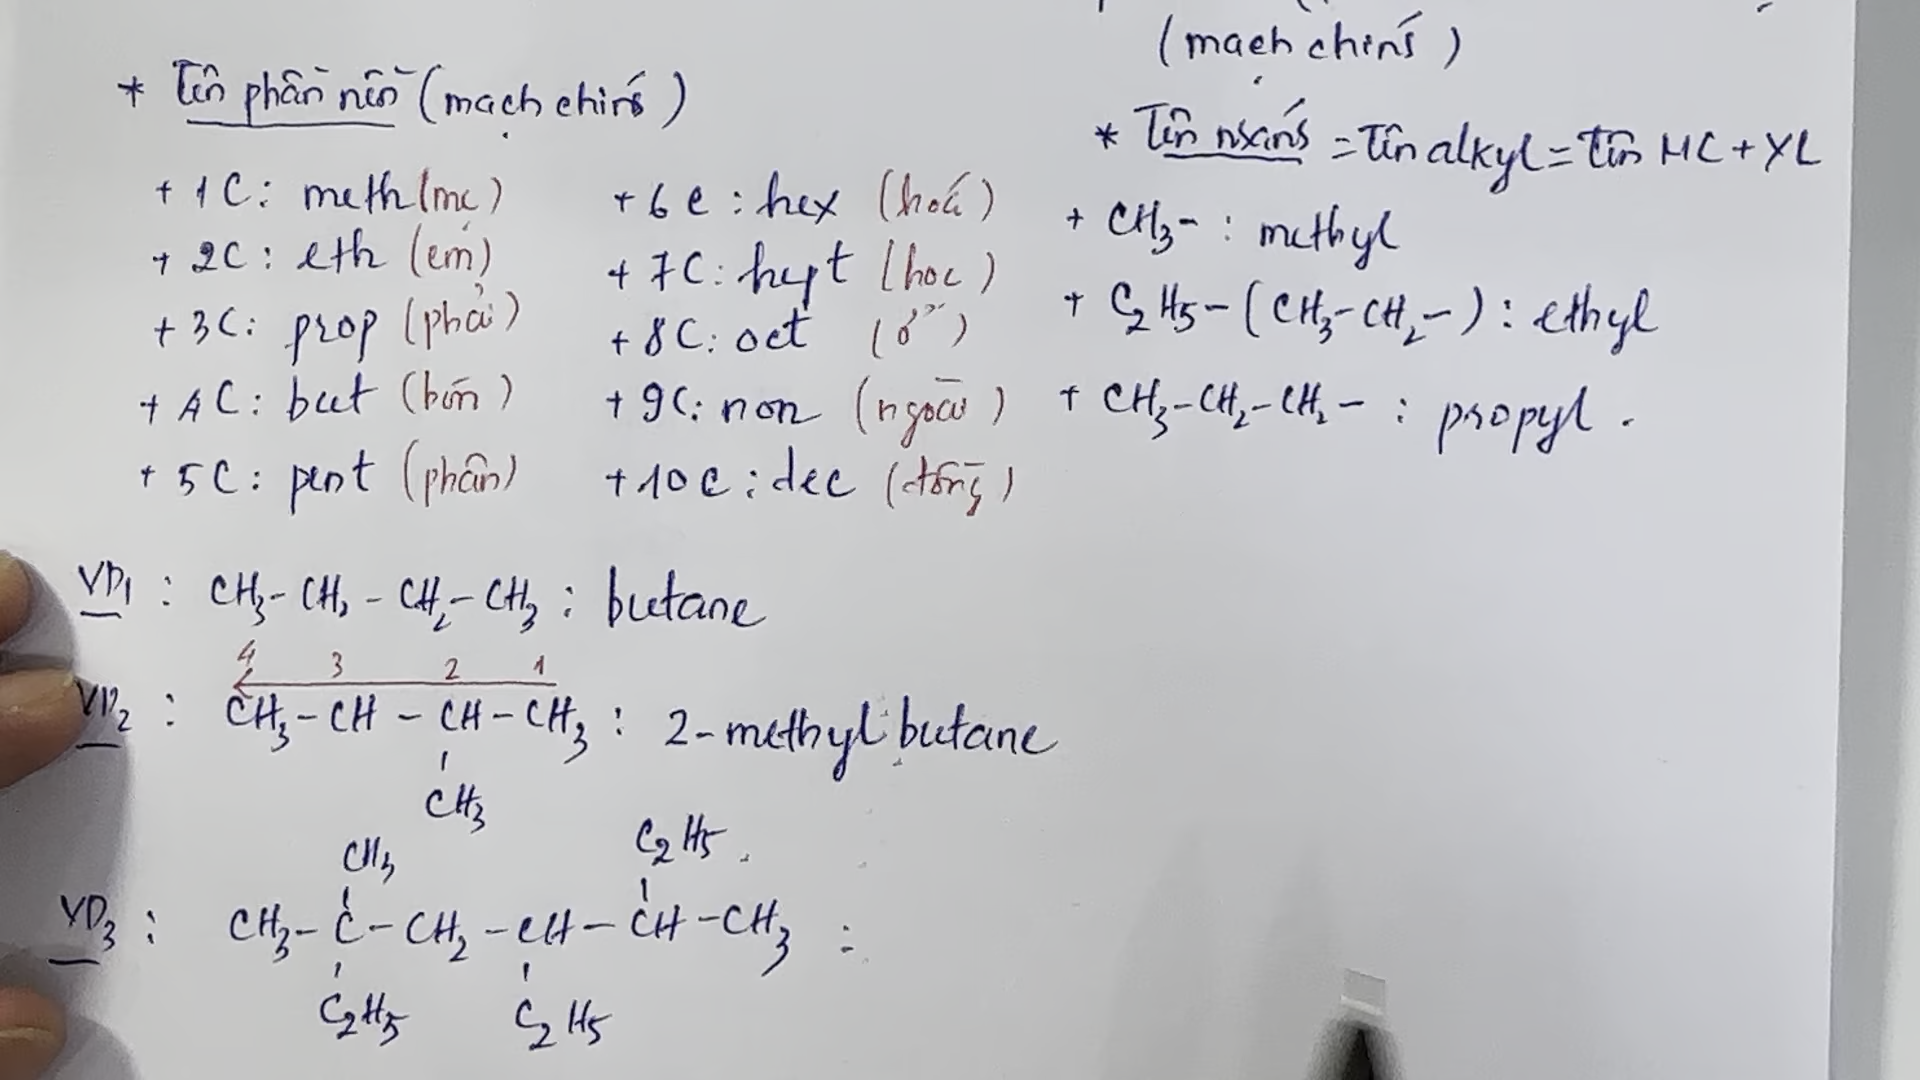 (mạch chính)
* Tên phần nền (mạch chính)
+ 1C: meth (mẹ)
+ 2C: eth (em)
+ 3C: prop (phải)
+ 4C: but (bón)
+ 5C: pent (phân)
+ 6C: hex (hoá)
+ 7C: hept (học)
+ 8C: oct (ở)
+ 9C: non (ngoài)
+ 10C: dec (đồng)
* Tên nhánh = Tên alkyl = tên MC + YL
+ CH3- : methyl
+ C2H5- (CH3-CH2-) : ethyl
+ CH3-CH2-CH2- : propyl.
VD1 : CH3-CH2-CH2-CH3 : butane
4 3 2 1
VD2 : CH3-CH-CH-CH3 : 2-methyl butane
CH3
CH3 C2H5
VD3 : CH3-C-CH2-CH-CH-CH3 :
C2H5 C2H5